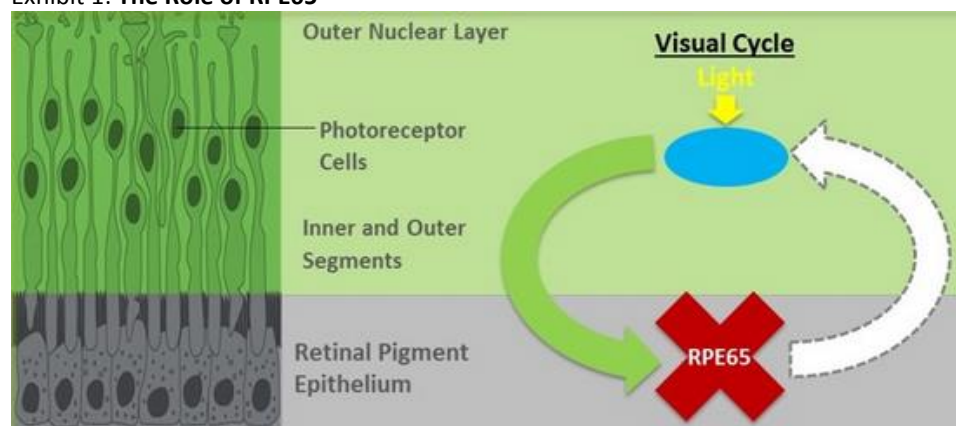 Exhibit 1: The Role of RPE65
Outer Nuclear Layer
Visual Cycle
Light
Photoreceptor
Cells
Inner and Outer
Segments
Retinal Pigment
Epithelium
RPE65